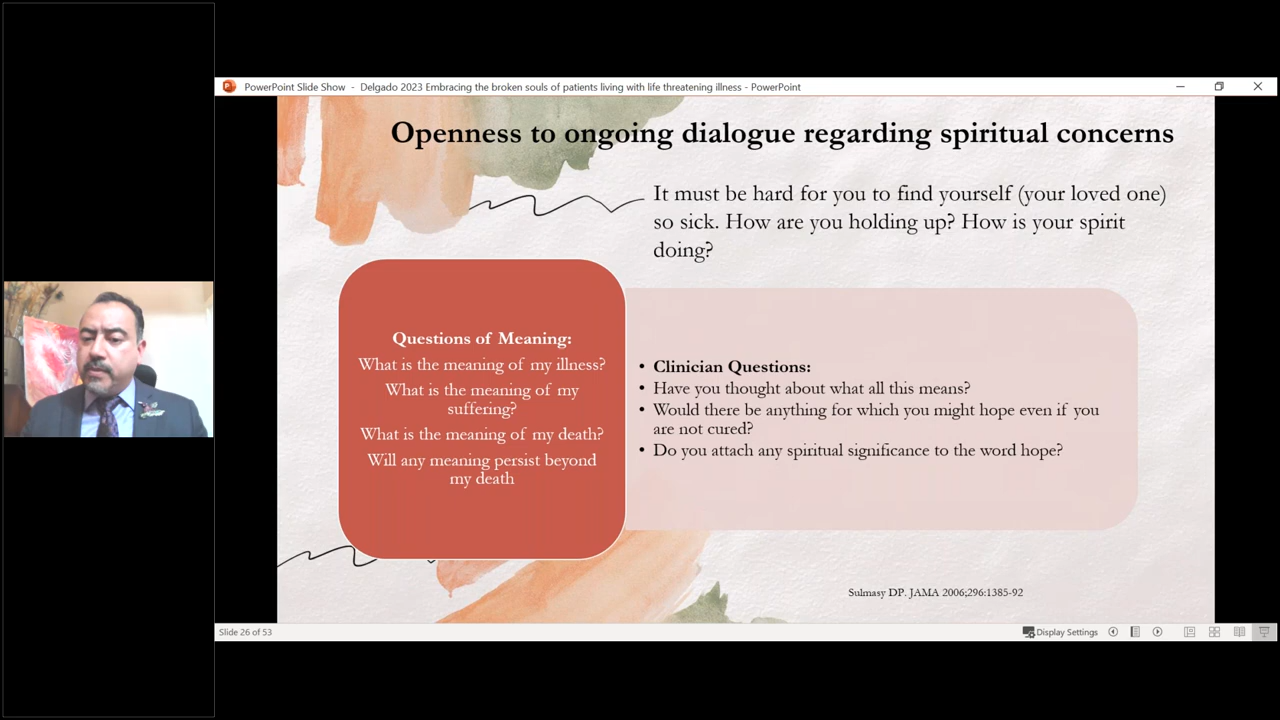 PowerPoint Slide Show - Delgado 2023 Embracing the broken souls of patients living with life threatening illness - PowerPoint
Openness to ongoing dialogue regarding spiritual concerns
It must be hard for you to find yourself (your loved one)
so sick. How are you holding up? How is your spirit
doing?
Questions of Meaning:
What is the meaning of my illness?
What is the meaning of my
suffering?
What is the meaning of my death?
Will any meaning persist beyond
my death
• Clinician Questions:
• Have you thought about what all this means?
• Would there be anything for which you might hope even if you
are not cured?
• Do you attach any spiritual significance to the word hope?
Sulmasy DP. JAMA 2006;296:1385-92
Slide 26 of 53
Display Settings